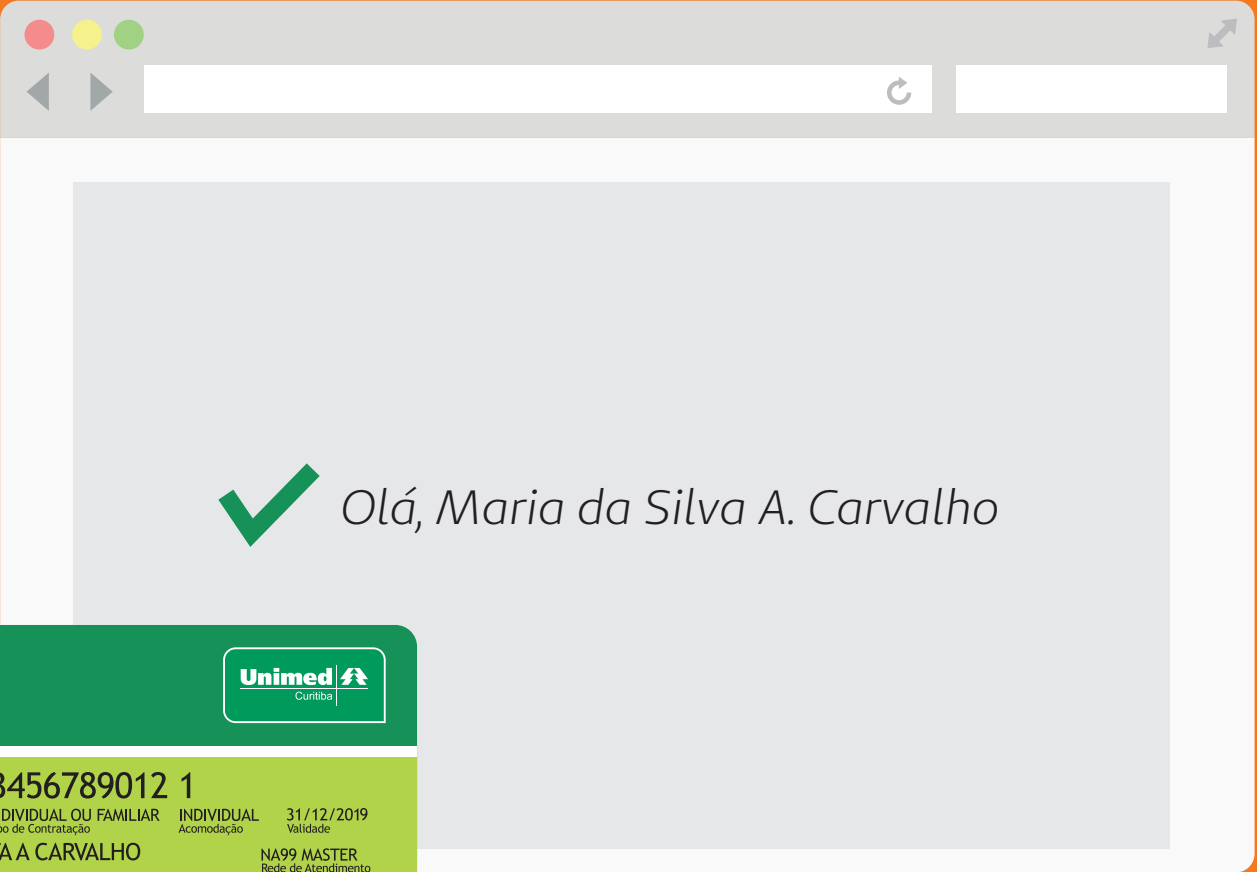 Olá, Maria da Silva A. Carvalho
Unimed
Curitiba
3456789012 1
DIVIDUAL OU FAMILIAR INDIVIDUAL 31/12/2019
de Contratação Acomodação Validade
A CARVALHO NA99 MASTER
Rede de Atendimento